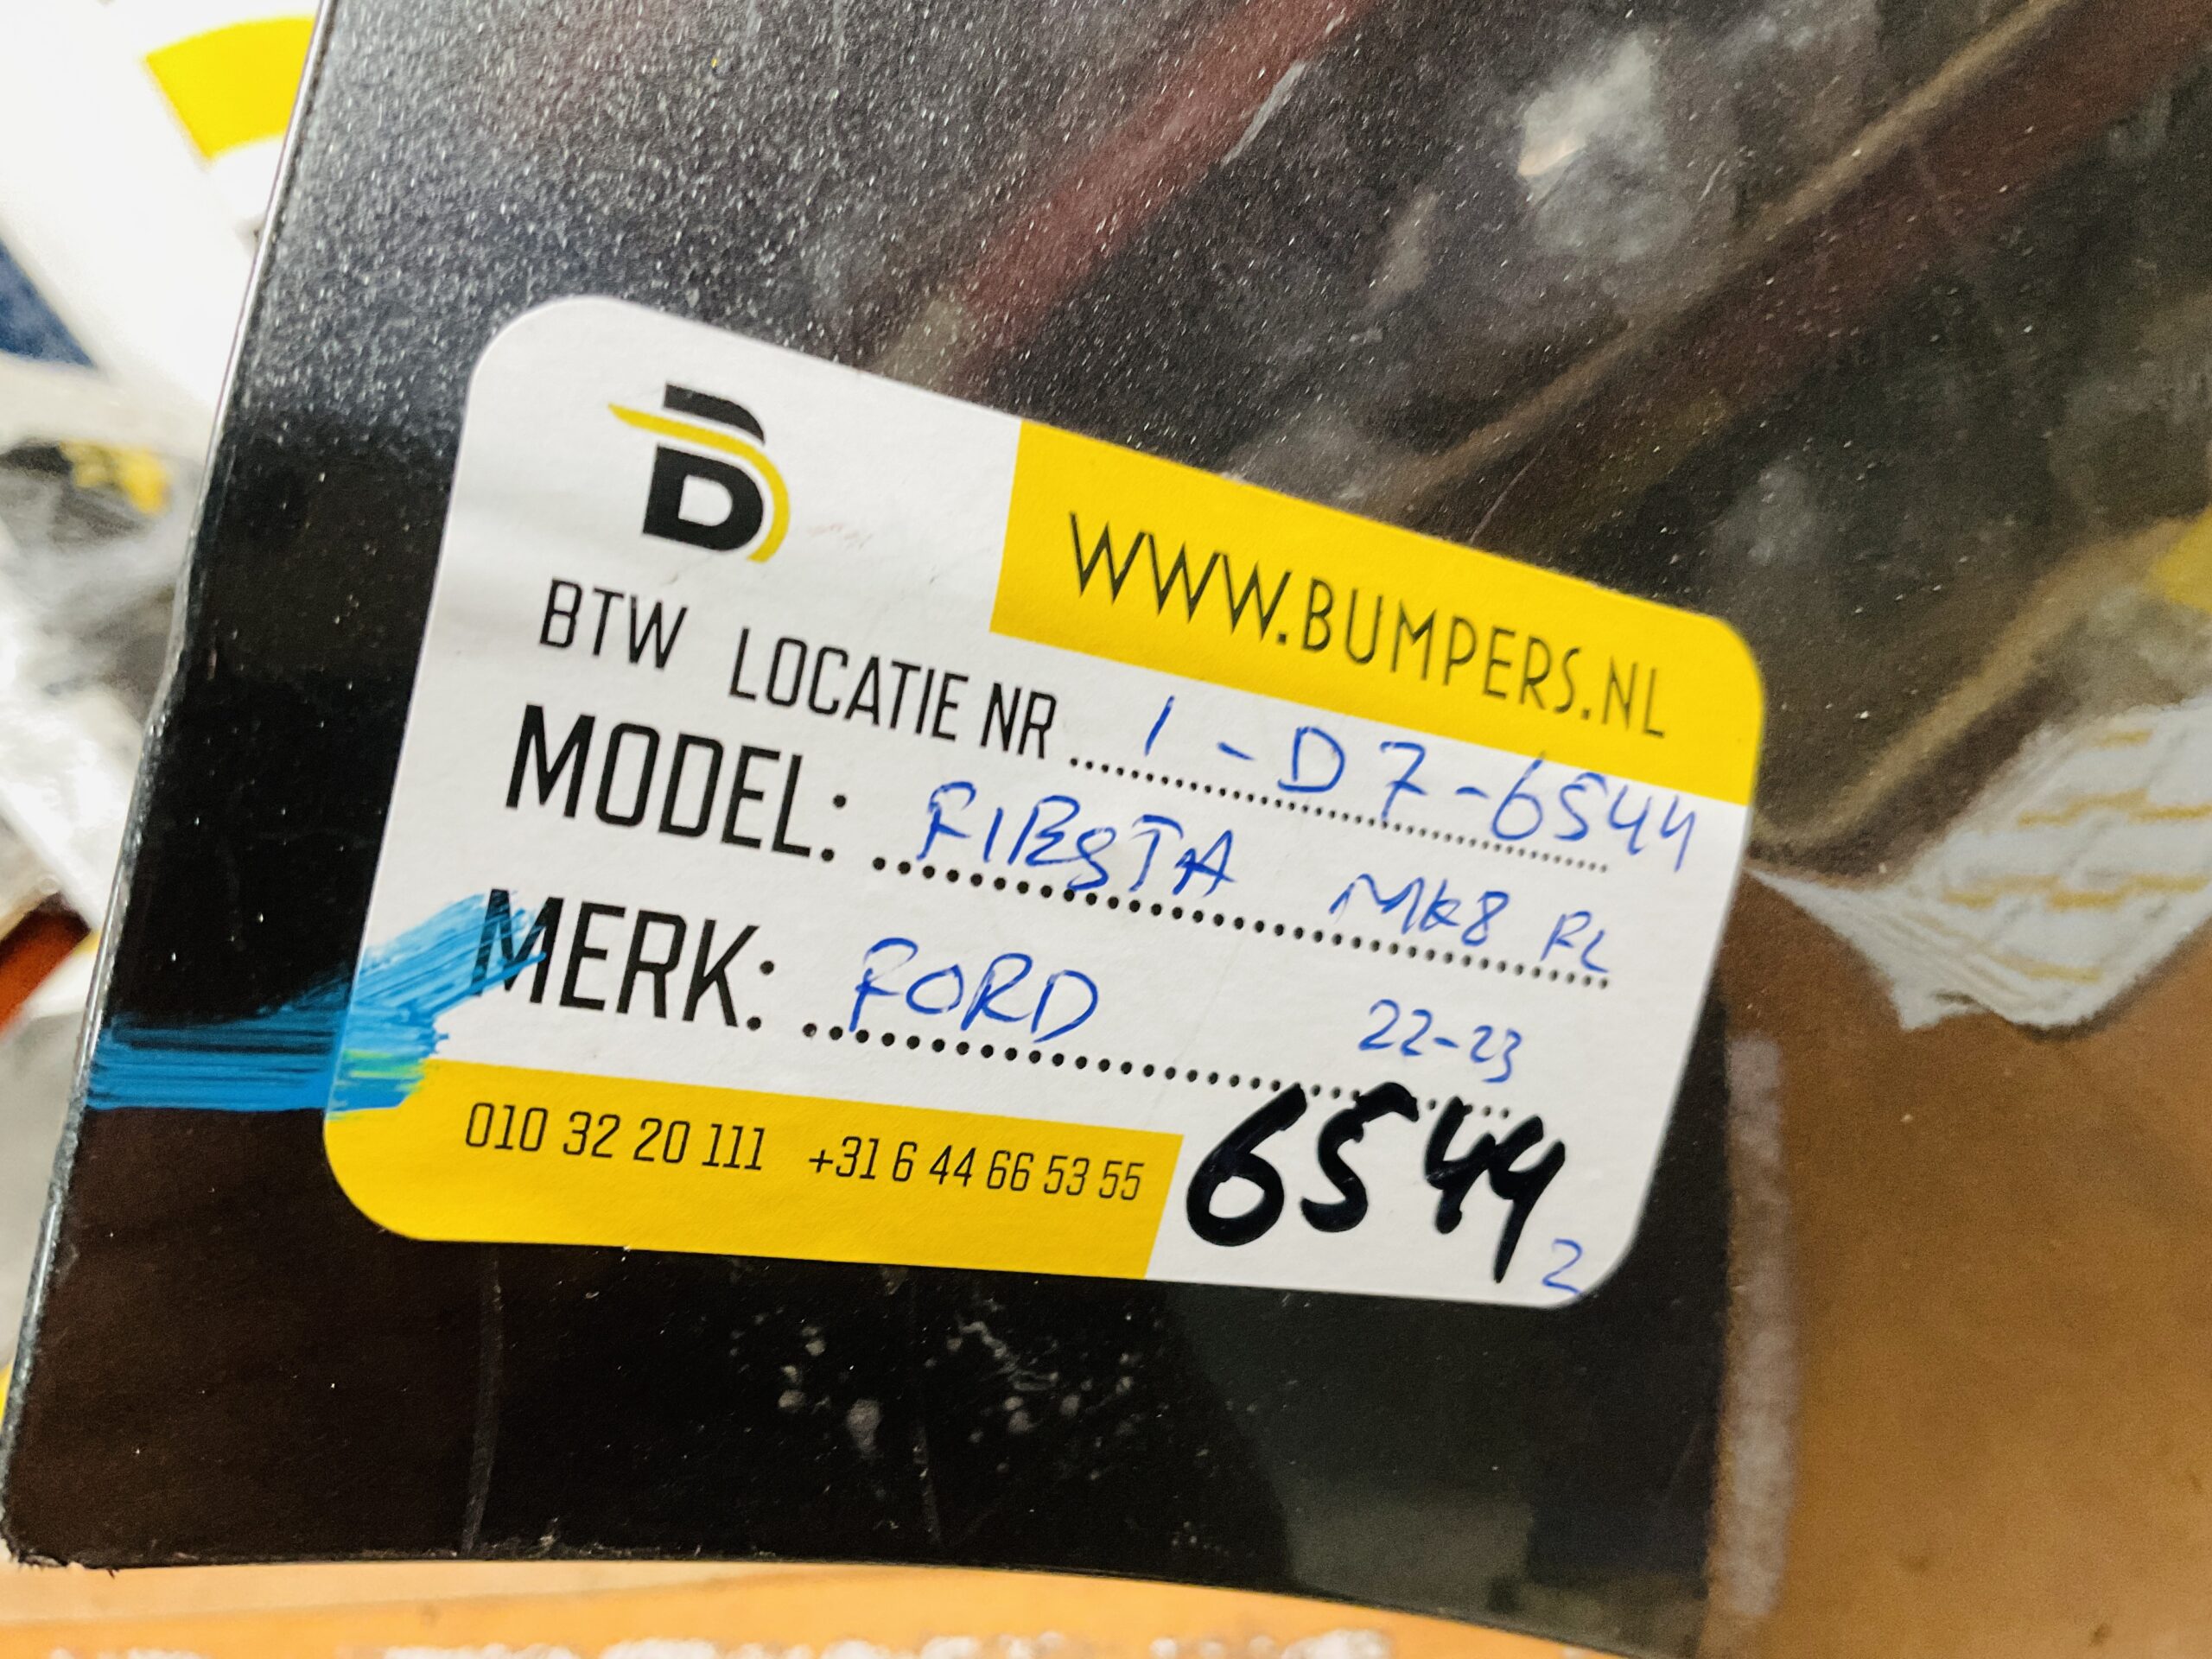 B
WWW.BUMPERS.NL
BTW LOCATIE NR 1-D7-6544
MODEL: FIESTA MK8 FL
MERK: FORD 22-23
010 32 20 111 +31 6 44 66 53 55 6544
2